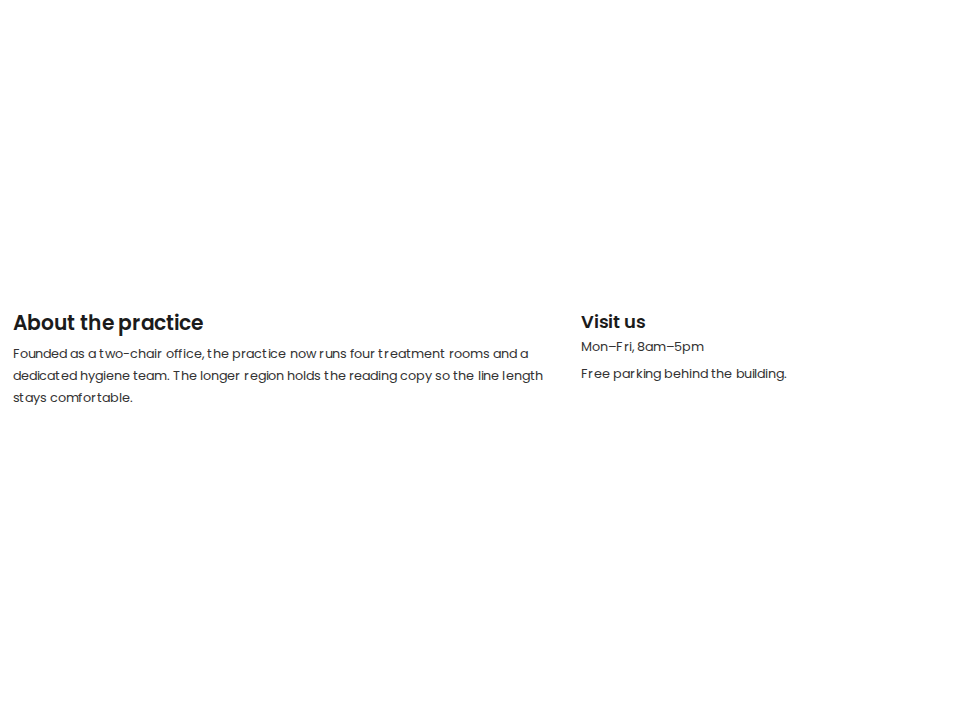 About the practice
Founded as a two-chair office, the practice now runs four treatment rooms and a
dedicated hygiene team. The longer region holds the reading copy so the line length
stays comfortable.
Visit us
Mon–Fri, 8am–5pm
Free parking behind the building.